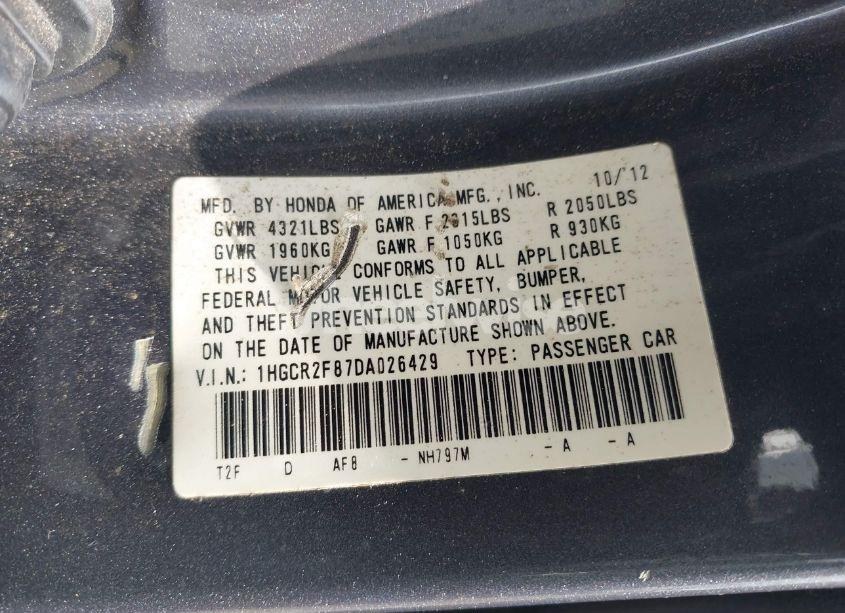 MFD. BY HONDA OF AMERICA MFG., INC. 10/'12
GVWR 4321LBS GAWR F 2315LBS R 2050LBS
GVWR 1960KG GAWR F 1050KG R 930KG
THIS VEHICLE CONFORMS TO ALL APPLICABLE
FEDERAL MOTOR VEHICLE SAFETY, BUMPER,
AND THEFT PREVENTION STANDARDS IN EFFECT
ON THE DATE OF MANUFACTURE SHOWN ABOVE.
V.I.N.: 1HGCR2F87DA026429 TYPE: PASSENGER CAR
T2F D AF8 - NH797M - A - A